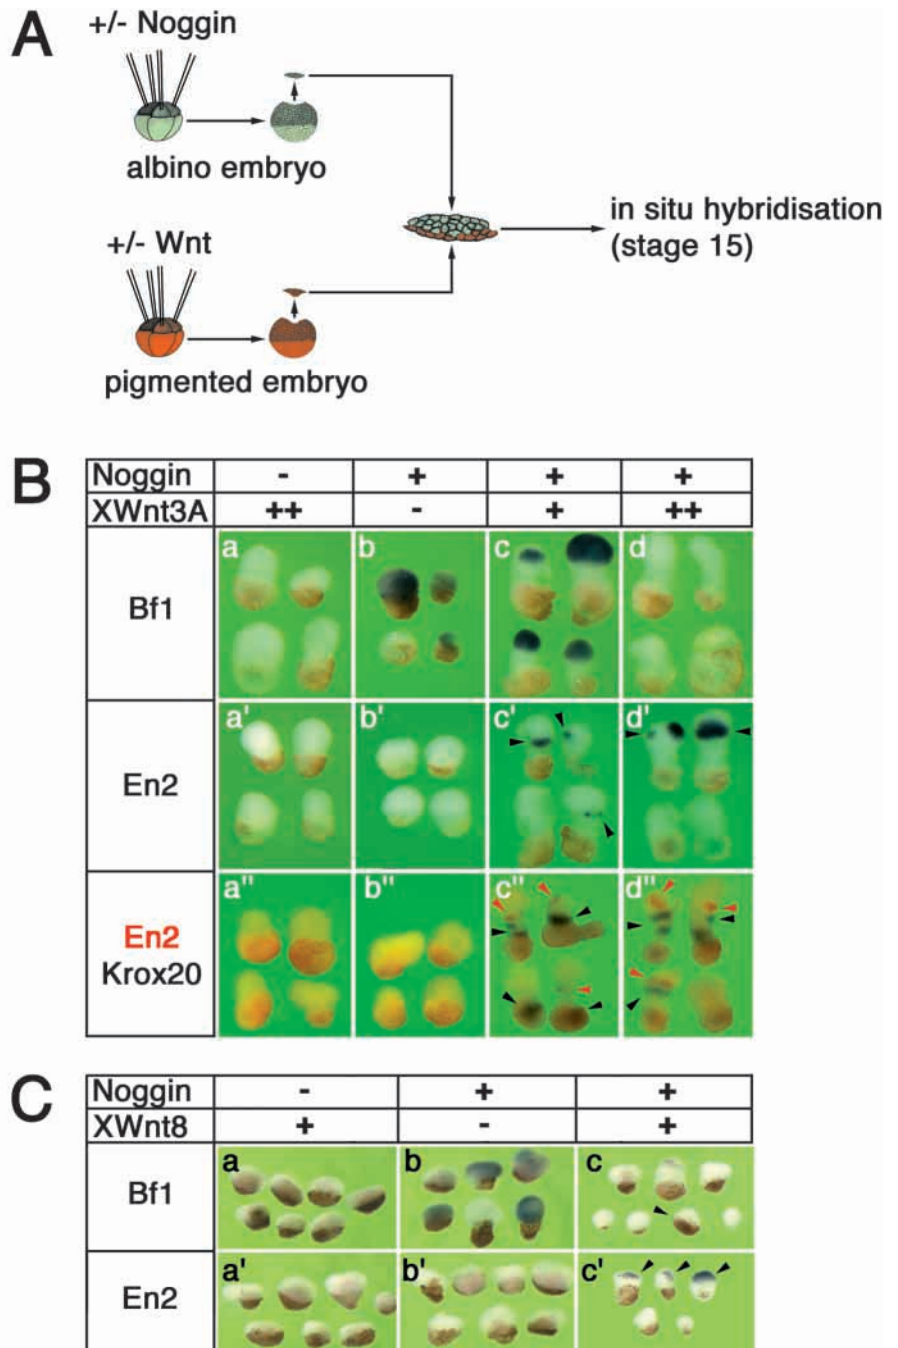 A
+/- Noggin
albino embryo
+/- Wnt
pigmented embryo
in situ hybridisation
(stage 15)
B
Noggin - + + +
XWnt3A ++ - + ++
Bf1 a b c d
En2 a' b' c' d'
En2
Krox20 a" b" c" d"
C
Noggin - + +
XWnt8 + - +
Bf1 a b c
En2 a' b' c'